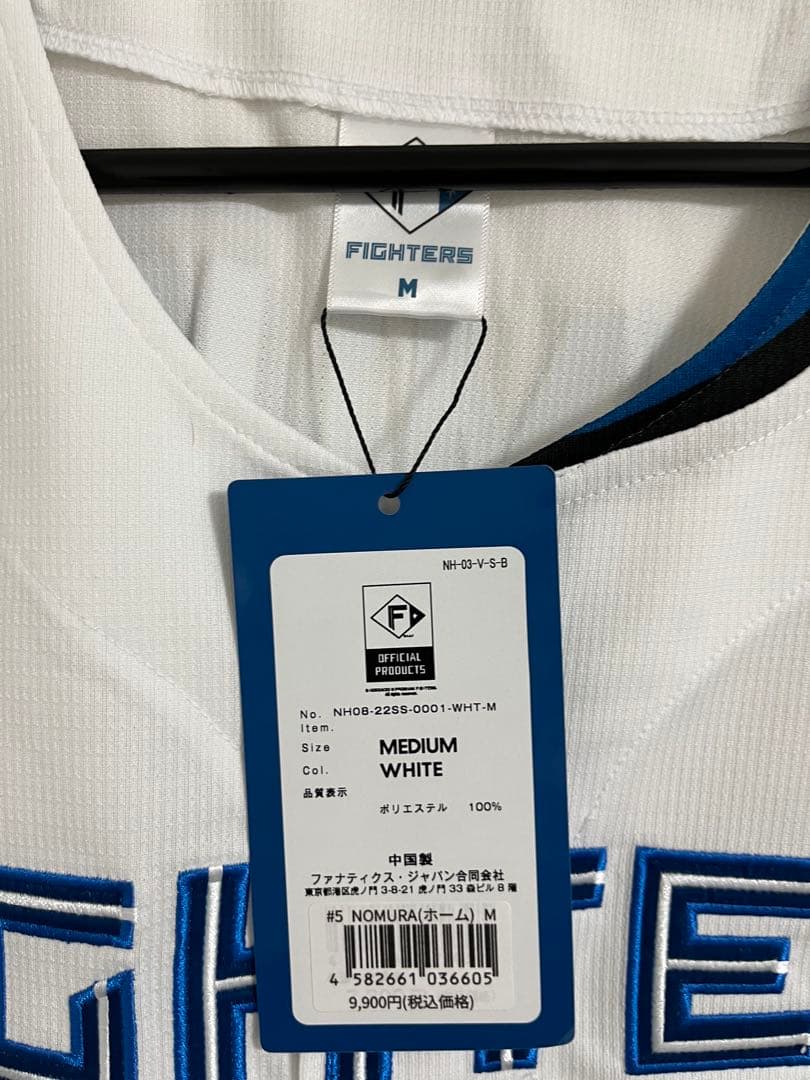 FIGHTERS
M
NH-03-V-S-B
F
OFFICIAL
PRODUCTS
All rights reserved.
No. NH08-22SS-0001-WHT-M
Item.
Size MEDIUM
Col. WHITE
品質表示
ポリエステル 100%
中国製
ファナティクス・ジャパン合同会社
東京都港区虎ノ門 3-8-21 虎ノ門 33 森ビル 8 階
#5 NOMURA(ホーム) M
4 582661 036605
9,900円(税込価格)
GHTE